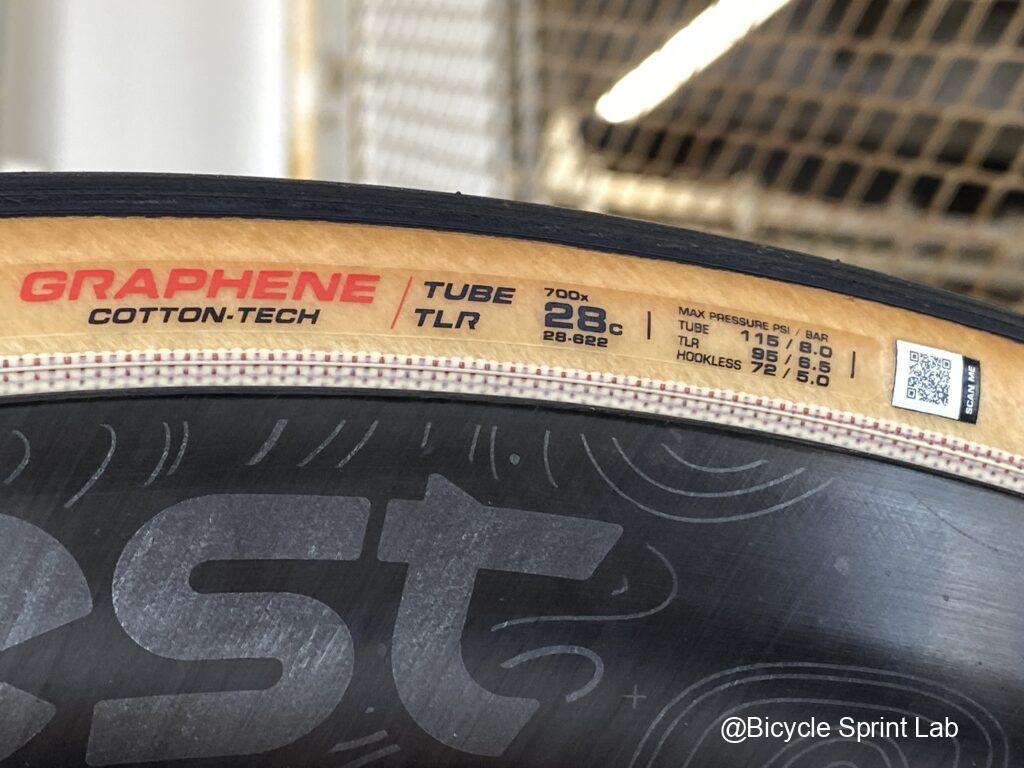 GRAPHENE
COTTON-TECH
TUBE
TLR
700x
28c
28-622
MAX PRESSURE PSI / BAR
TUBE 115 / 8.0
TLR 95 / 6.5
HOOKLESS 72 / 5.0
SCAN ME
est
@Bicycle Sprint Lab